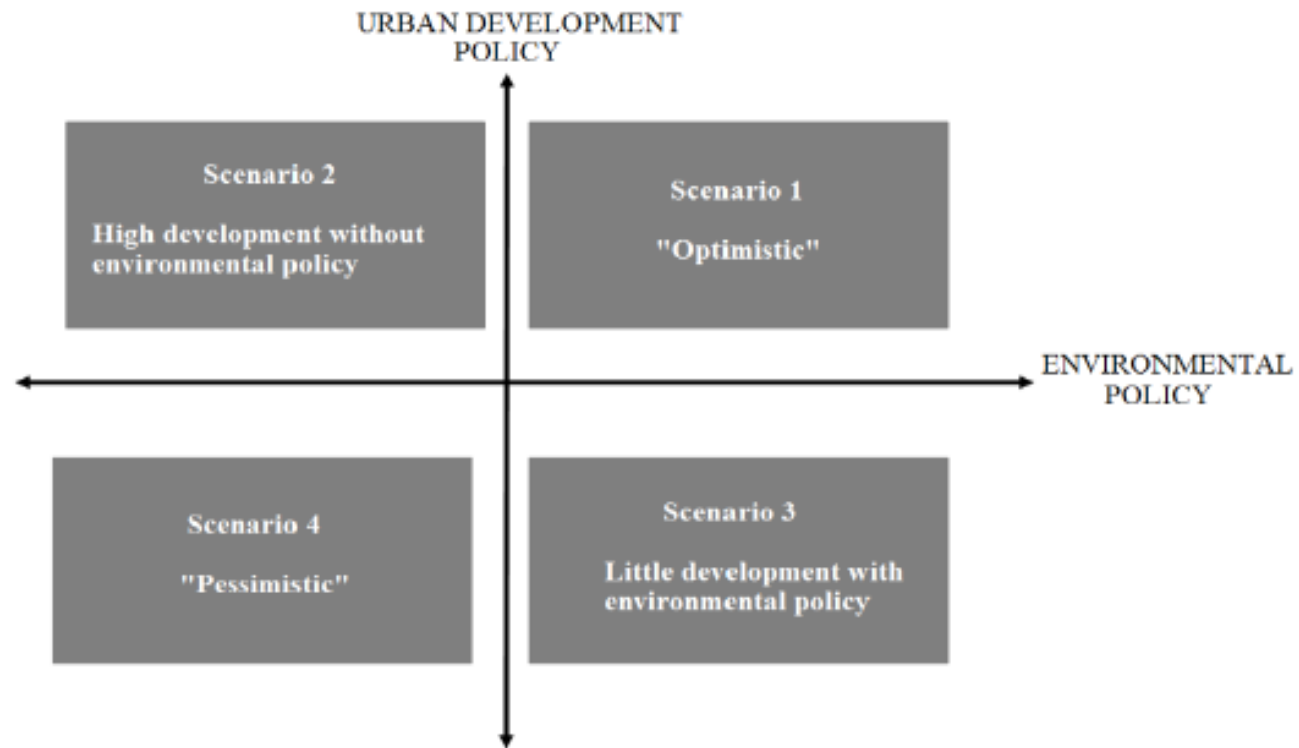 URBAN DEVELOPMENT
POLICY
Scenario 2
High development without
environmental policy
Scenario 1
"Optimistic"
ENVIRONMENTAL
POLICY
Scenario 4
"Pessimistic"
Scenario 3
Little development with
environmental policy